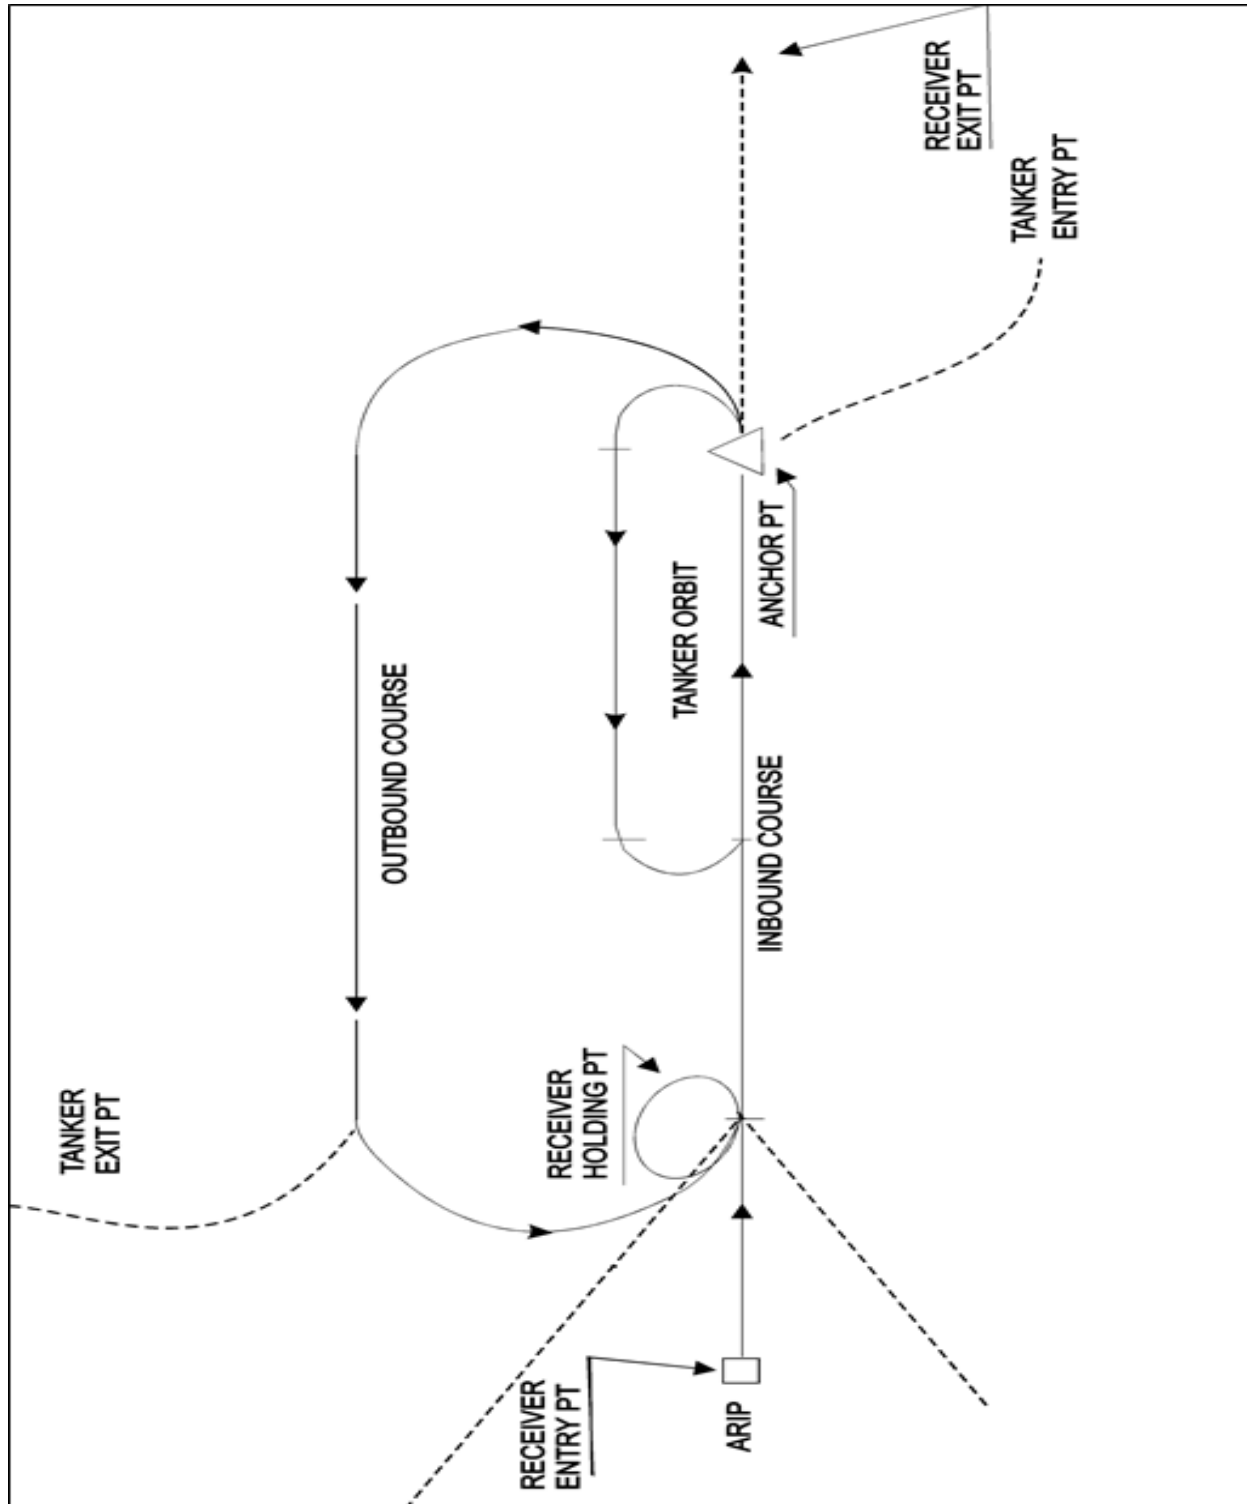 TANKER
EXIT PT
OUTBOUND COURSE
RECEIVER
ENTRY PT
RECEIVER
HOLDING PT
TANKER ORBIT
ARIP
INBOUND COURSE
ANCHOR PT
RECEIVER
EXIT PT
TANKER
ENTRY PT